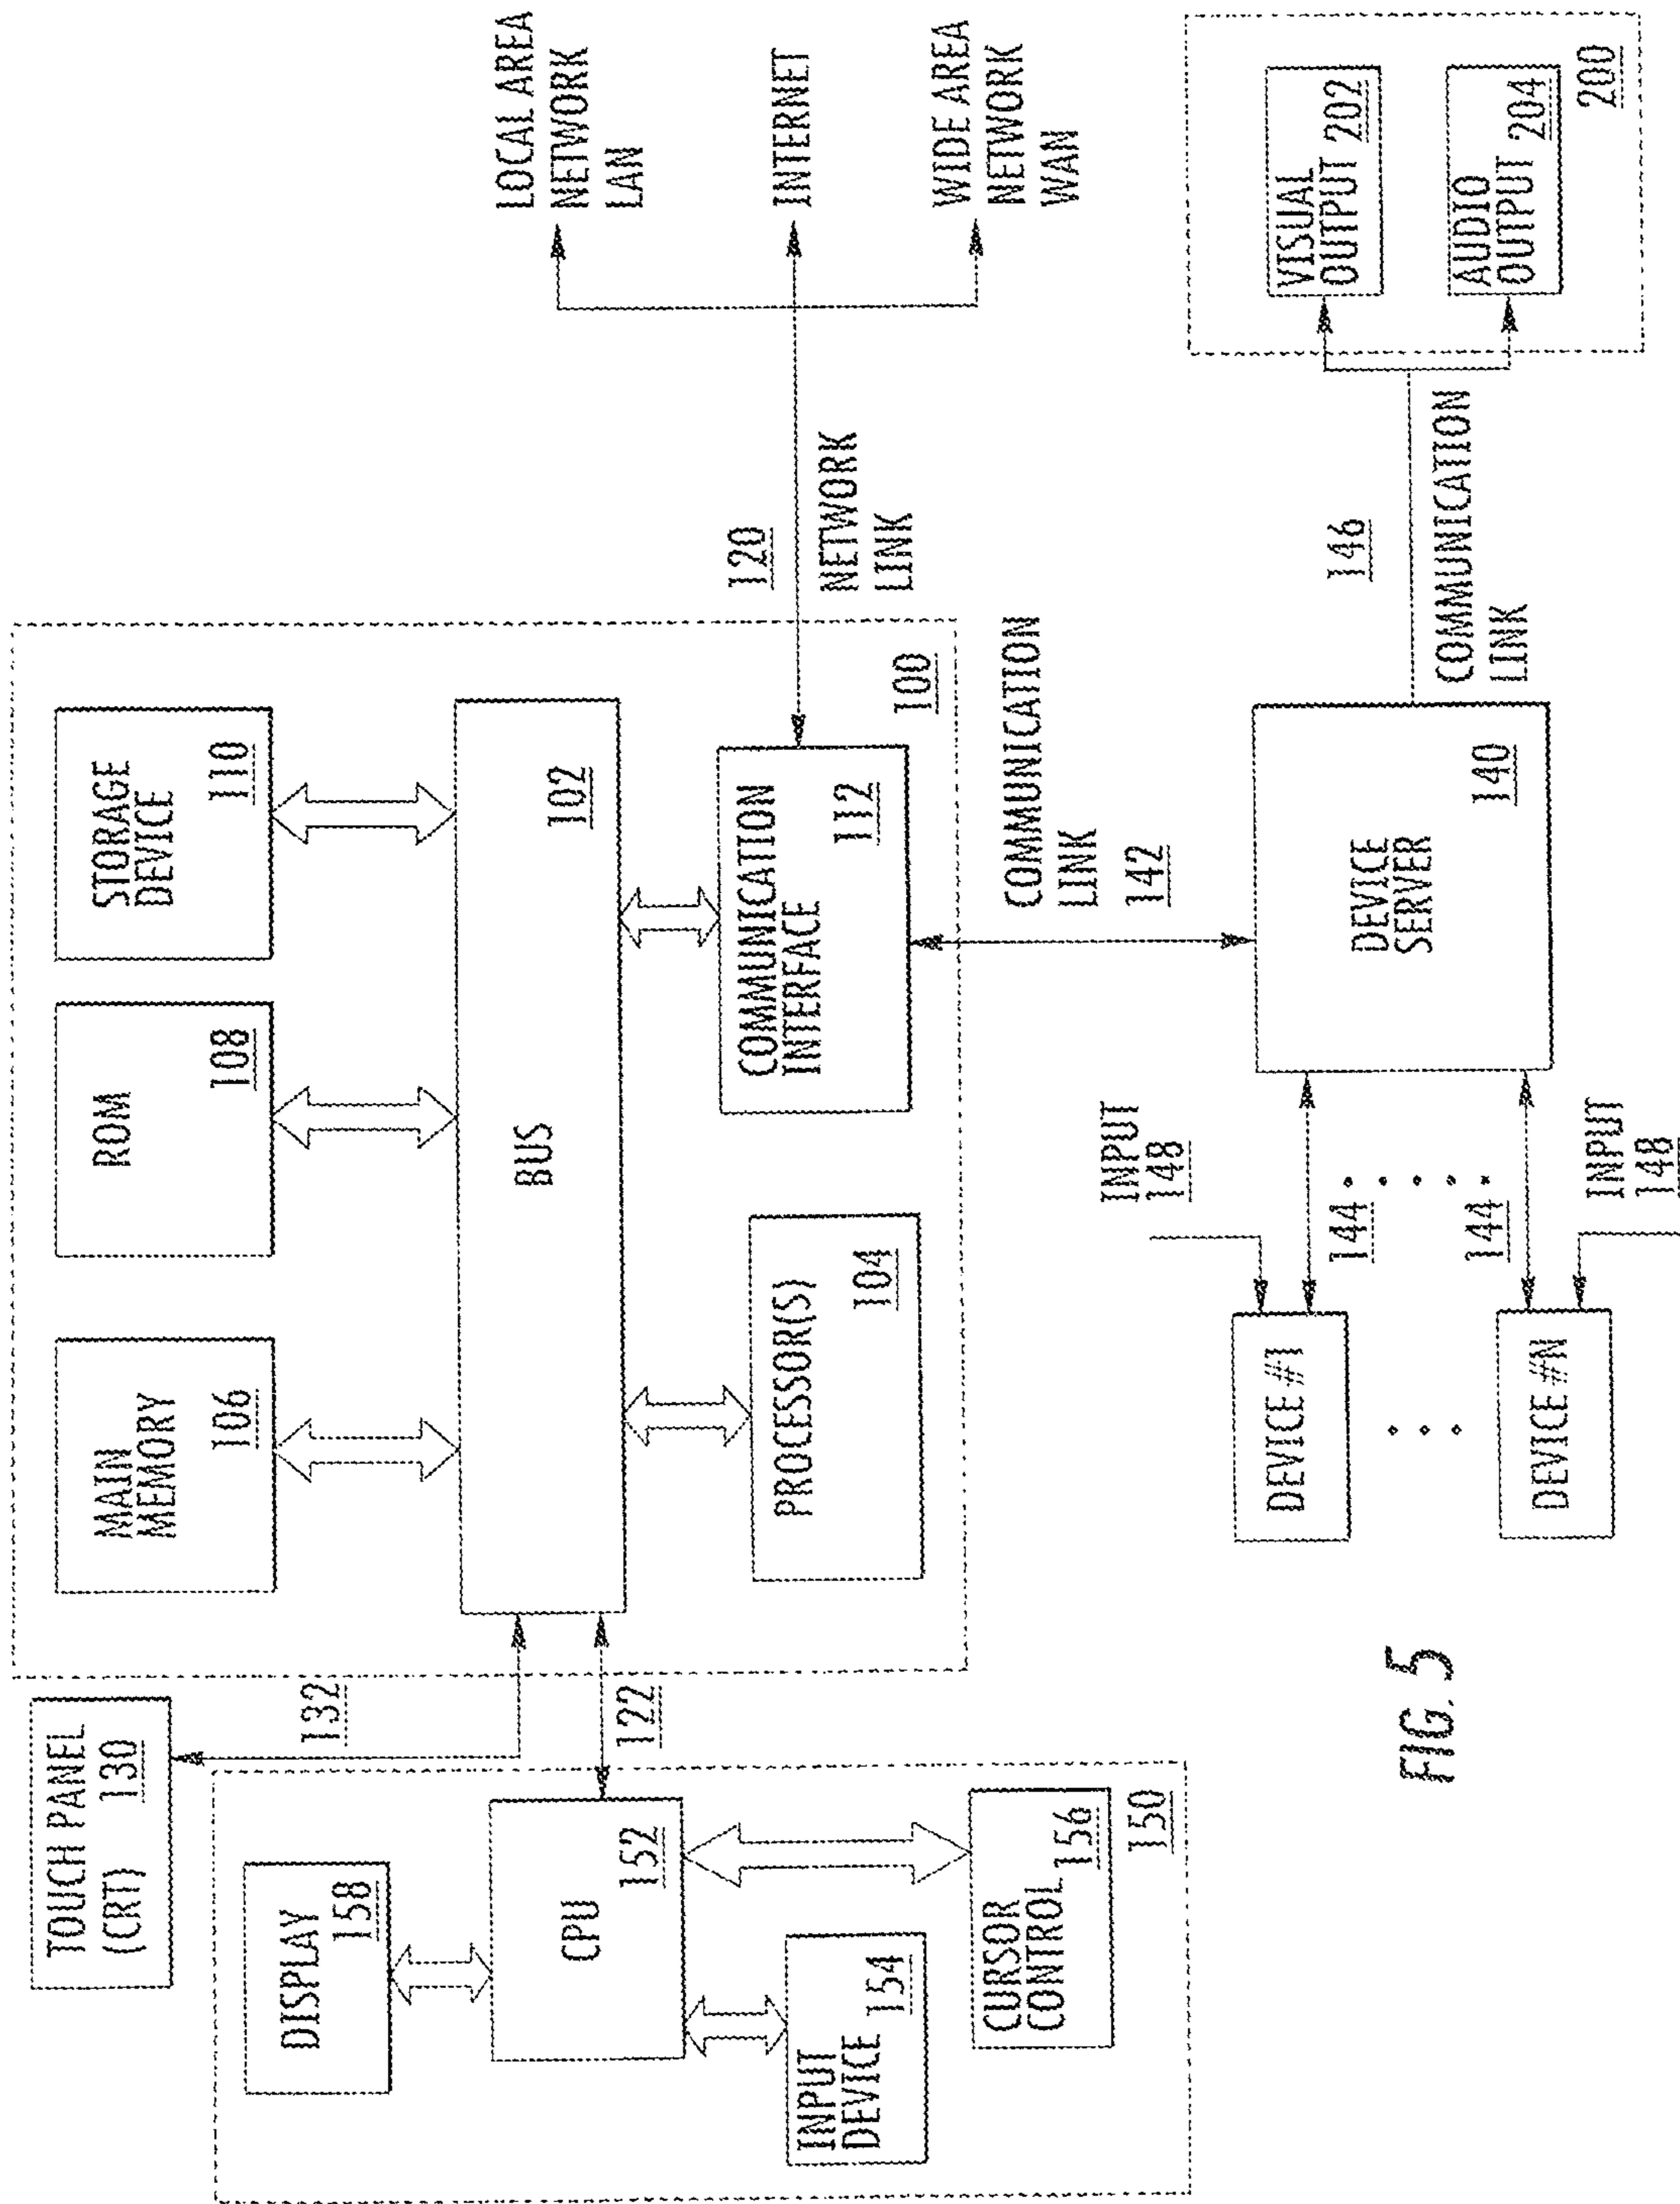 TOUCH PANEL
(CRT) 130
132
122
DISPLAY
158
CPU
152
INPUT
DEVICE 154
CURSOR
CONTROL 156
150
MAIN
MEMORY
106
ROM
108
STORAGE
DEVICE
110
BUS
102
PROCESSOR(S)
104
COMMUNICATION
INTERFACE
112
100
120
NETWORK
LINK
LOCAL AREA
NETWORK
LAN
INTERNET
WIDE AREA
NETWORK
WAN
COMMUNICATION
LINK
142
INPUT
148
DEVICE #1
144
144
DEVICE #N
INPUT
148
DEVICE
SERVER
140
146
COMMUNICATION
LINK
VISUAL
OUTPUT 202
AUDIO
OUTPUT 204
200
FIG. 5